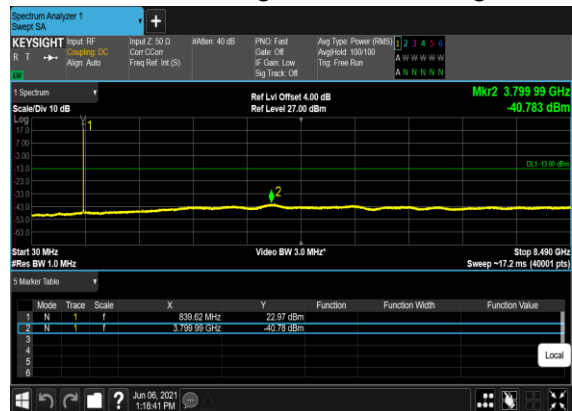 Spectrum Analyzer 1
Swept SA
KEYSIGHT Input: RF Input Z: 50 Ω #Atten: 40 dB PNO: Fast Avg Type: Power (RMS) 1 2 3 4 5 6
R T Coupling: DC Corr CCorr Gate: Off Avg|Hold: 100/100 A W W W W W
Align: Auto Freq Ref: Int (S) IF Gain: Low Trig: Free Run
LW Sig Track: Off A N N N N N
1 Spectrum Ref Lvl Offset 4.00 dB Mkr2 3.799 99 GHz
Scale/Div 10 dB Ref Level 27.00 dBm -40.783 dBm
Log
17.0
7.00
-3.00
-13.0 DL1 -13.00 dBm
-23.0
-33.0
-43.0
-53.0
-63.0
1
2
Start 30 MHz Video BW 3.0 MHz* Stop 8.490 GHz
#Res BW 1.0 MHz Sweep ~17.2 ms (40001 pts)
5 Marker Table
Mode Trace Scale X Y Function Function Width Function Value
1 N 1 f 839.62 MHz 22.97 dBm
2 N 1 f 3.799 99 GHz -40.78 dBm
3
4
5
6
Local
? Jun 06, 2021
1:18:41 PM